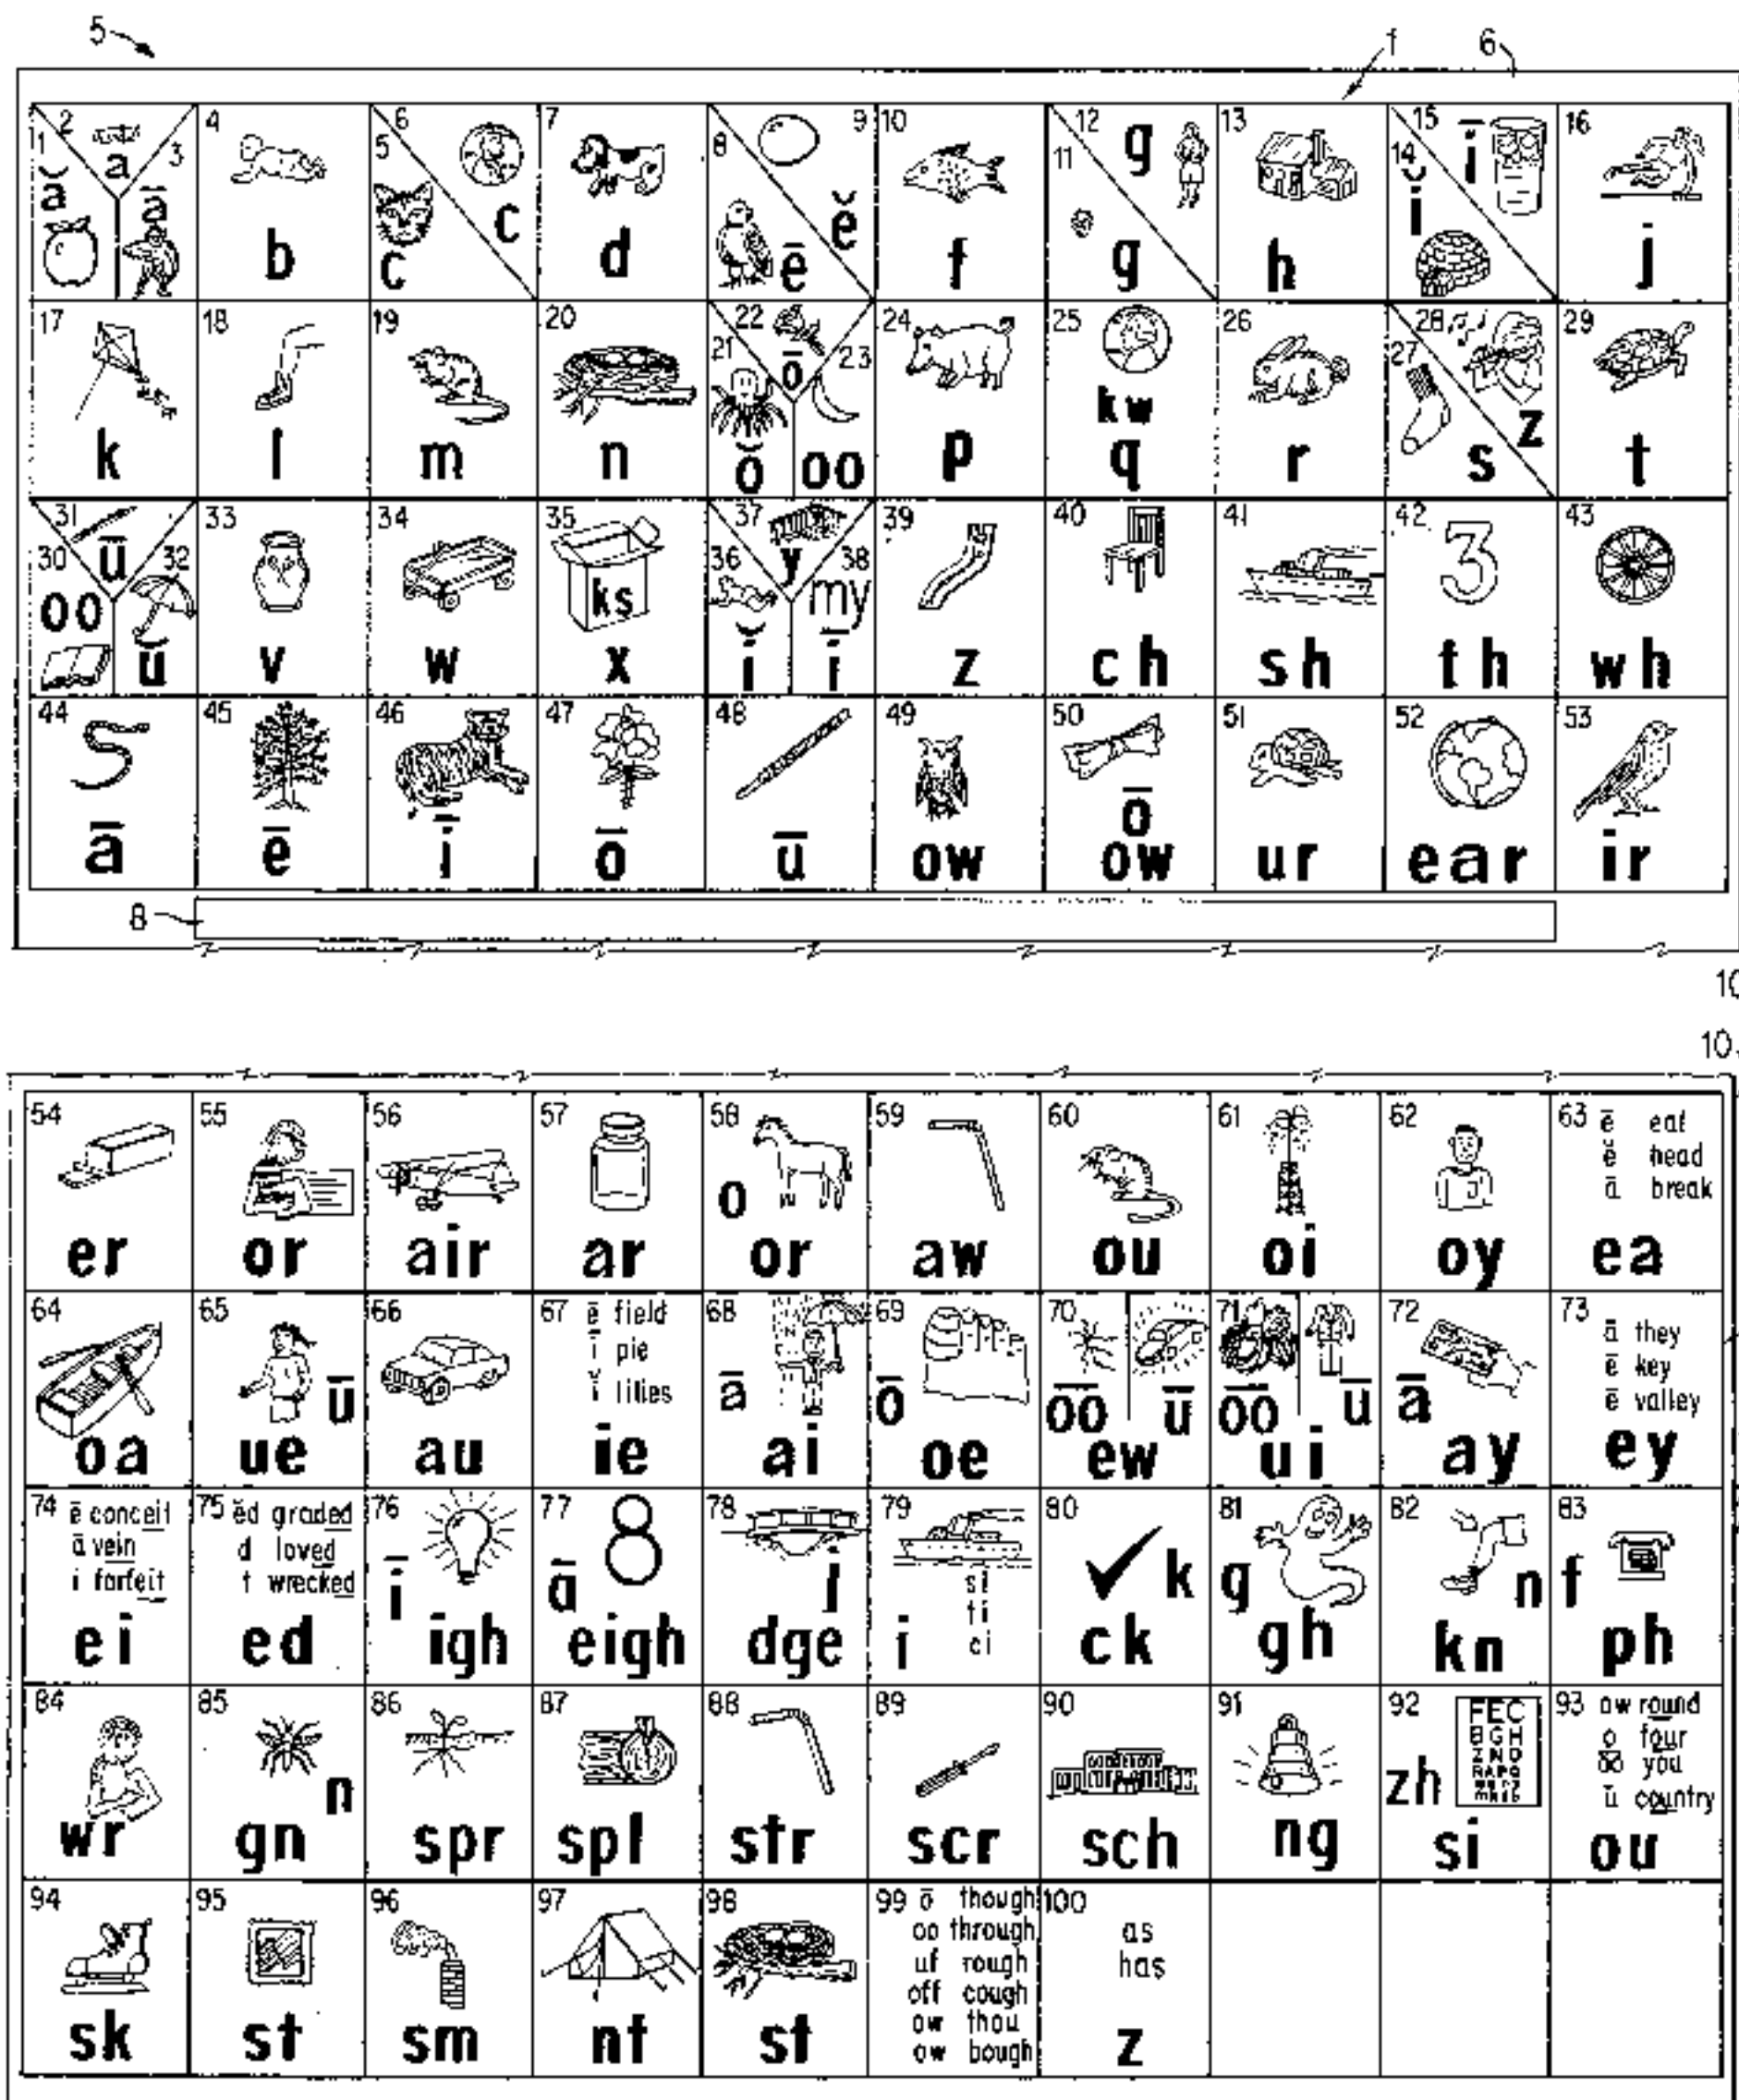 5
1
6
1 ă
2 a
3 ā
4 b
5 c
6 c
7 d
8 ē
9 ĕ
10 f
11 g
12 g
13 h
14 ĭ
15 ī
16 j
17 k
18 l
19 m
20 n
21 ŏ
22 ō
23 oo
24 p
25 kw q
26 r
27 s
28 z
29 t
30 oo
31 ū
32 ŭ
33 v
34 w
35 ks x
36 ĭ
37 y
38 my ī
39 z
40 ch
41 sh
42 3 th
43 wh
44 ā
45 ē
46 ī
47 ō
48 ū
49 ow
50 ō ow
51 ur
52 ear
53 ir
8
10
10
54 er
55 or
56 air
57 ar
58 o or
59 aw
60 ou
61 oi
62 oy
63 ē eat
ĕ head
ā break
ea
64 oa
65 ū ue
66 au
67 ē field
ī pie
ĭ lilies
ie
68 ā ai
69 ō oe
70 o͞o ū
ew
71 o͞o ū
ui
72 ā ay
73 ā they
ē key
ē valley
ey
74 ē conceit
ā vein
i forfeit
ei
75 ĕd graded
d loved
t wrecked
ed
76 ī igh
77 ā 8 eigh
78 j
dge
79 si
ti
ci
80 k
ck
81 g gh
82 n
kn
83 f ph
84 wr
85 n
gn
86 spr
87 spl
88 str
89 scr
90 sch
91 ng
92 FEC
BGH
zh
si
93 ow round
o four
o͞o you
ŭ country
ou
94 sk
95 st
96 sm
97 nt
98 st
99 ō though
oo through
uf rough
off cough
ow thou
ow bough
100 as
has
z